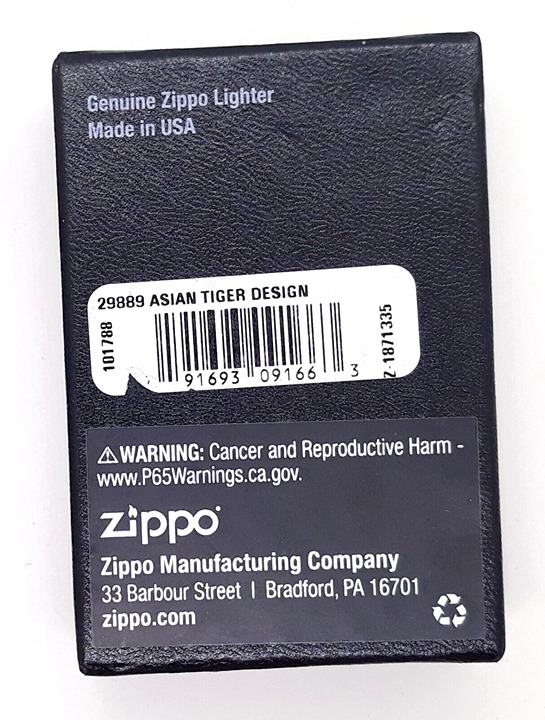 Genuine Zippo Lighter
Made in USA
29889 ASIAN TIGER DESIGN
101788
91693 09166 3
Z-1871335
⚠WARNING: Cancer and Reproductive Harm -
www.P65Warnings.ca.gov.
zippo
Zippo Manufacturing Company
33 Barbour Street | Bradford, PA 16701
zippo.com